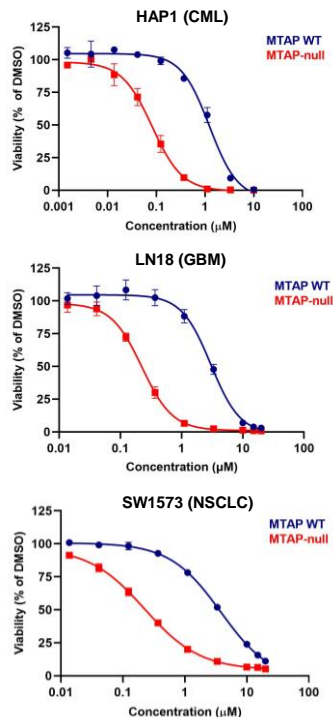 HAP1 (CML)
125
100
75
50
25
0
Viability (% of DMSO)
MTAP WT
MTAP-null
0.001 0.01 0.1 1 10 100
Concentration (μM)
LN18 (GBM)
125
100
75
50
25
0
Viability (% of DMSO)
MTAP WT
MTAP-null
0.01 0.1 1 10 100
Concentration (μM)
SW1573 (NSCLC)
125
100
75
50
25
0
Viability (% of DMSO)
MTAP WT
MTAP-null
0.01 0.1 1 10 100
Concentration (μM)